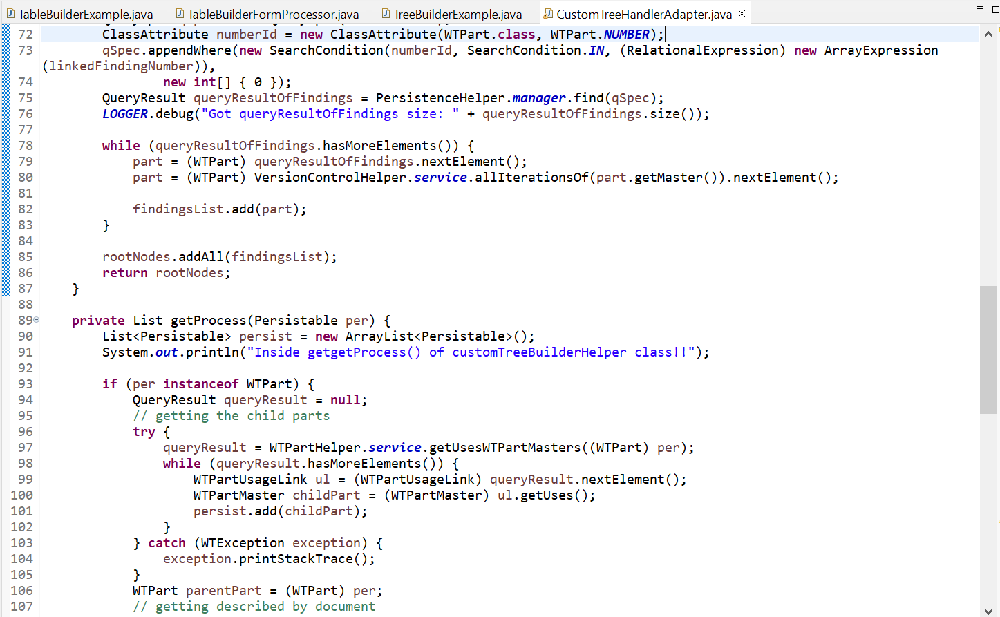 TableBuilderExample.java TableBuilderFormProcessor.java TreeBuilderExample.java CustomTreeHandlerAdapter.java
72 ClassAttribute numberId = new ClassAttribute(WTPart.class, WTPart.NUMBER);
73 qSpec.appendWhere(new SearchCondition(numberId, SearchCondition.IN, (RelationalExpression) new ArrayExpression
(linkedFindingNumber)),
74 new int[] { 0 });
75 QueryResult queryResultOfFindings = PersistenceHelper.manager.find(qSpec);
76 LOGGER.debug("Got queryResultOfFindings size: " + queryResultOfFindings.size());
77
78 while (queryResultOfFindings.hasMoreElements()) {
79 part = (WTPart) queryResultOfFindings.nextElement();
80 part = (WTPart) VersionControlHelper.service.allIterationsOf(part.getMaster()).nextElement();
81
82 findingsList.add(part);
83 }
84
85 rootNodes.addAll(findingsList);
86 return rootNodes;
87 }
88
89 private List getProcess(Persistable per) {
90 List<Persistable> persist = new ArrayList<Persistable>();
91 System.out.println("Inside getgetProcess() of customTreeBuilderHelper class!!");
92
93 if (per instanceof WTPart) {
94 QueryResult queryResult = null;
95 // getting the child parts
96 try {
97 queryResult = WTPartHelper.service.getUsesWTPartMasters((WTPart) per);
98 while (queryResult.hasMoreElements()) {
99 WTPartUsageLink ul = (WTPartUsageLink) queryResult.nextElement();
100 WTPartMaster childPart = (WTPartMaster) ul.getUses();
101 persist.add(childPart);
102 }
103 } catch (WTException exception) {
104 exception.printStackTrace();
105 }
106 WTPart parentPart = (WTPart) per;
107 // getting described by document